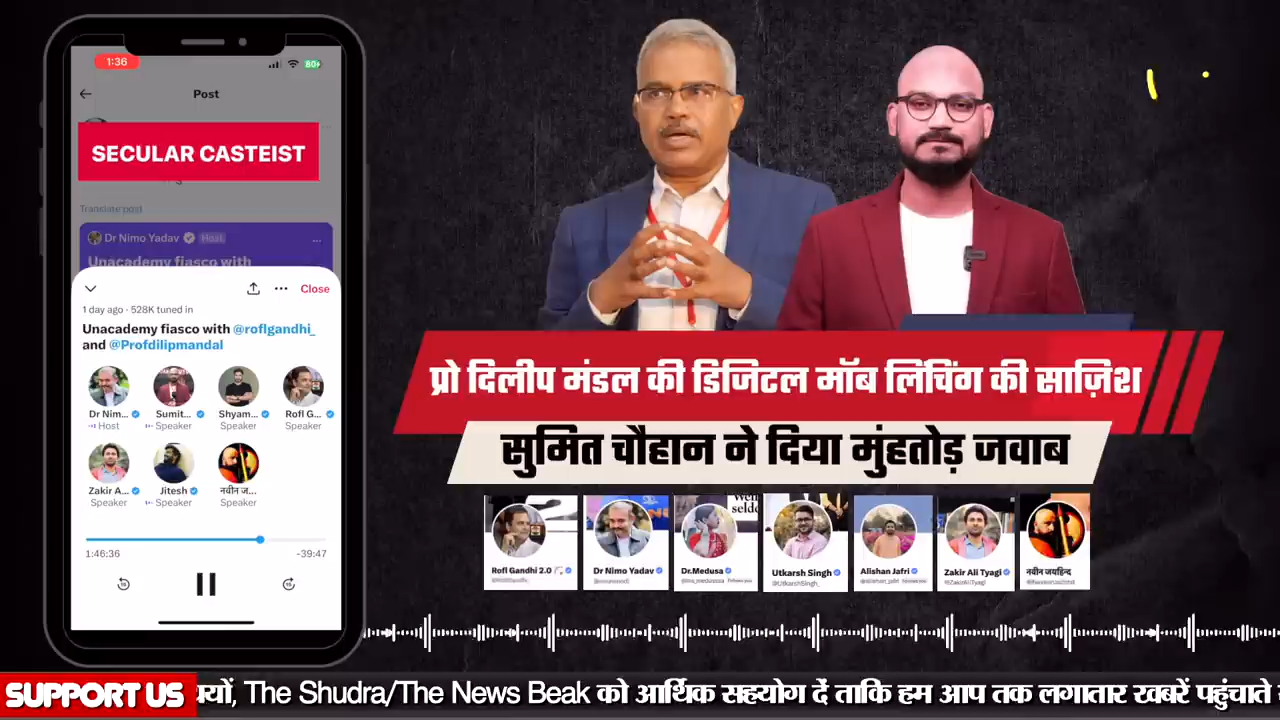 1:36
80+
Post
SECULAR CASTEIST
Translate post
Dr Nimo Yadav Host
Unacademy fiasco with
Close
1 day ago · 528K tuned in
Unacademy fiasco with @roflgandhi_
and @Profdilipmandal
Dr Nim... Sumit... Shyam... Rofl G...
Host Speaker Speaker Speaker
Zakir A... Jitesh नवीन ज...
Speaker Speaker Speaker
1:46:36 -39:47
प्रो दिलीप मंडल की डिजिटल मॉब लिंचिंग की साज़िश
सुमित चौहान ने दिया मुंहतोड़ जवाब
Rofl Gandhi 2.0 Dr Nimo Yadav Dr.Medusa Utkarsh Singh Alishan Jafri Zakir Ali Tyagi नवीन जयहिन्द
@UtkarshSingh_ @ZakirAliTyagi
SUPPORT US
The Shudra/The News Beak को आर्थिक सहयोग दें ताकि हम आप तक लगातार खबरें पहुंचाते